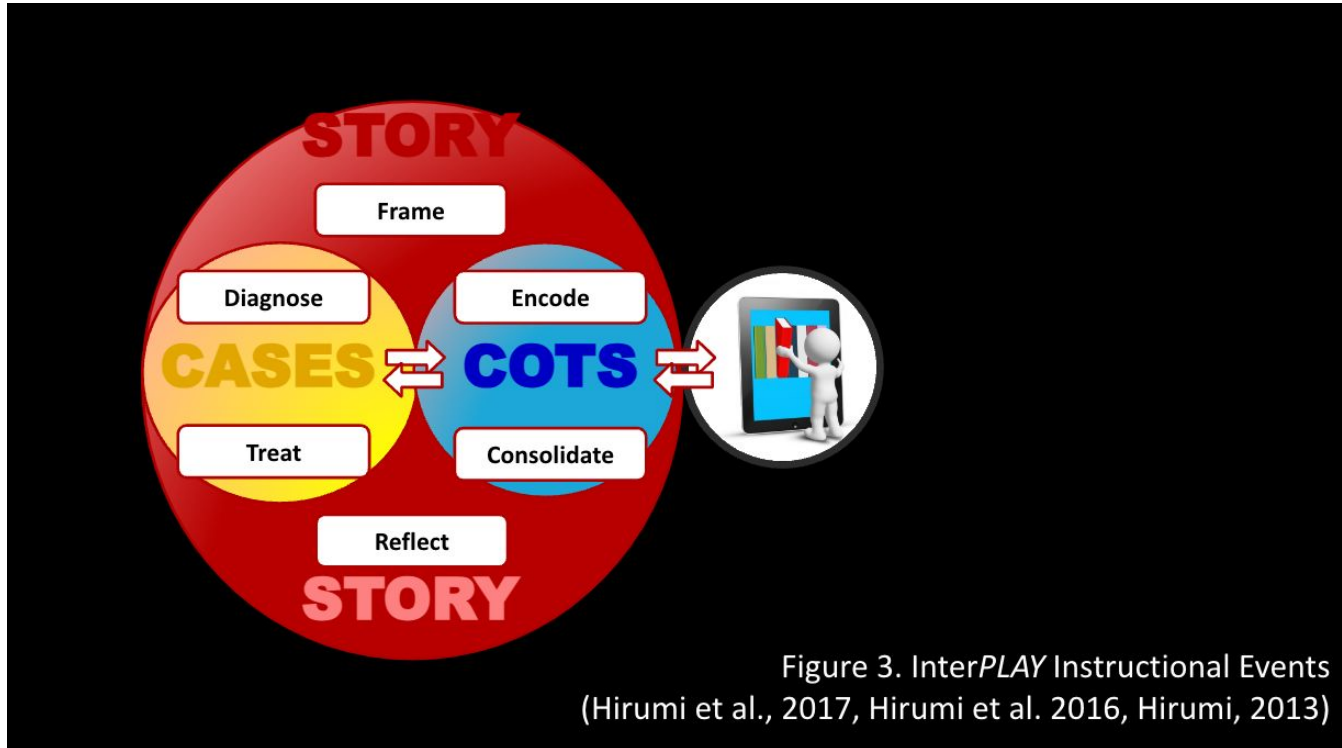 STORY
Frame
Diagnose
Encode
CASES
COTS
Treat
Consolidate
Reflect
STORY
Figure 3. InterPLAY Instructional Events
(Hirumi et al., 2017, Hirumi et al. 2016, Hirumi, 2013)